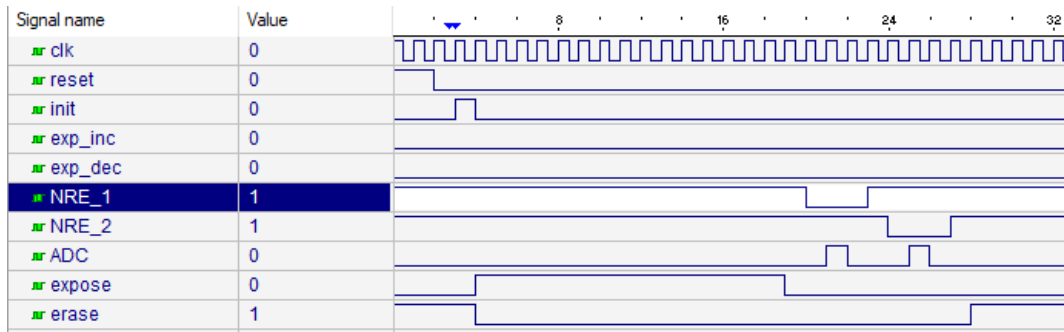 Signal name Value 8 16 24 32
clk 0
reset 0
init 0
exp_inc 0
exp_dec 0
NRE_1 1
NRE_2 1
ADC 0
expose 0
erase 1